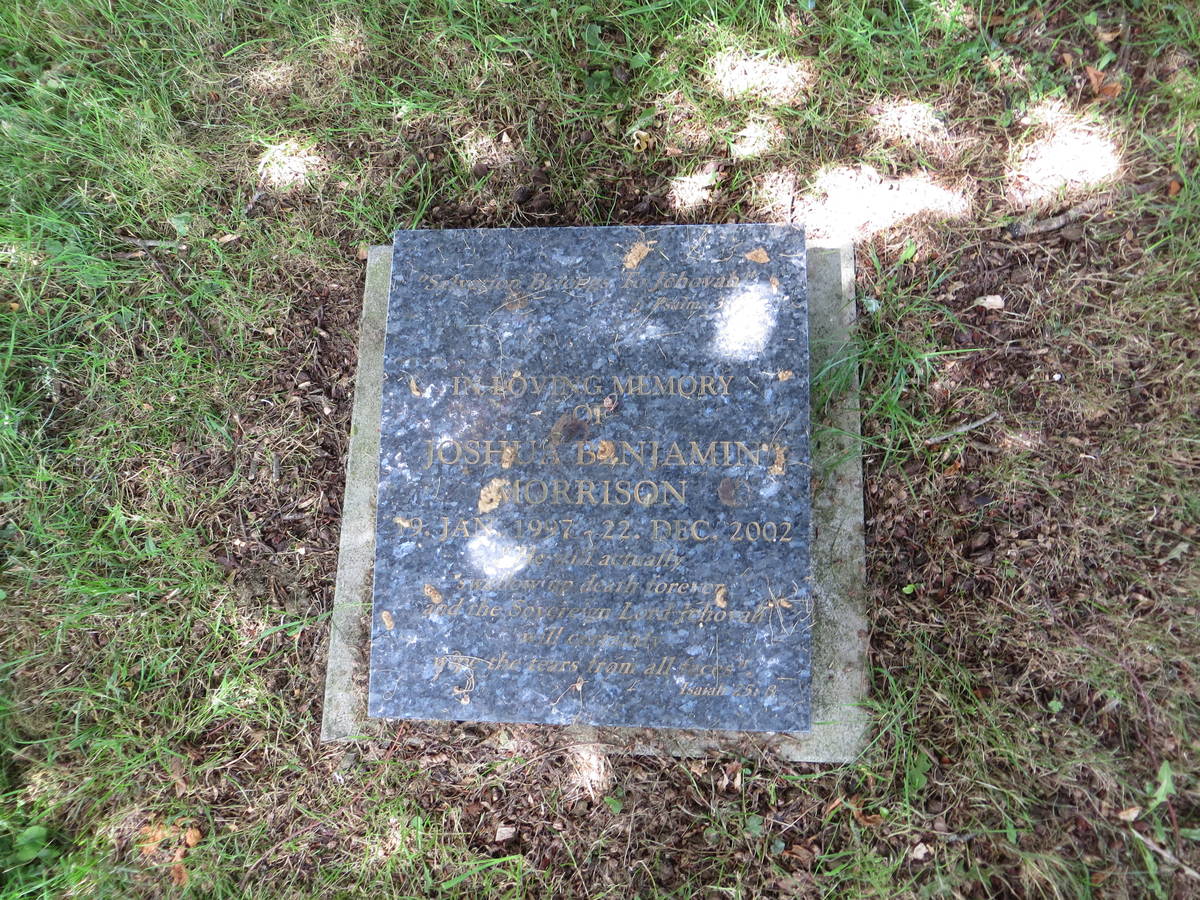 "Salvation Belongs To Jehovah"
Psalm
IN LOVING MEMORY
OF
JOSHUA BENJAMIN
MORRISON
9. JAN. 1997 - 22. DEC. 2002
"He will actually
swallow up death forever,
and the Sovereign Lord Jehovah
will certainly
wipe the tears from all faces".
Isaiah 25: 8